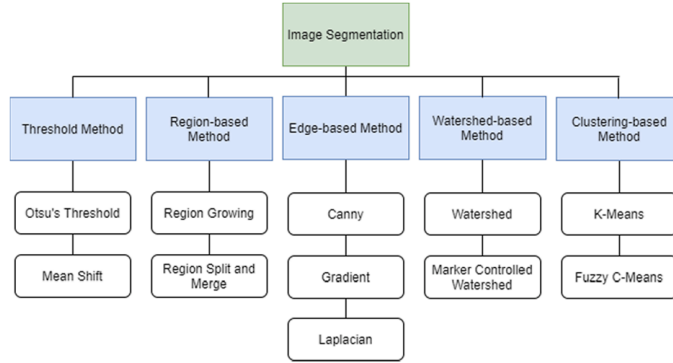 Image Segmentation
Threshold Method
Region-based
Method
Edge-based Method
Watershed-based
Method
Clustering-based
Method
Otsu's Threshold
Region Growing
Canny
Watershed
K-Means
Mean Shift
Region Split and
Merge
Gradient
Marker Controlled
Watershed
Fuzzy C-Means
Laplacian